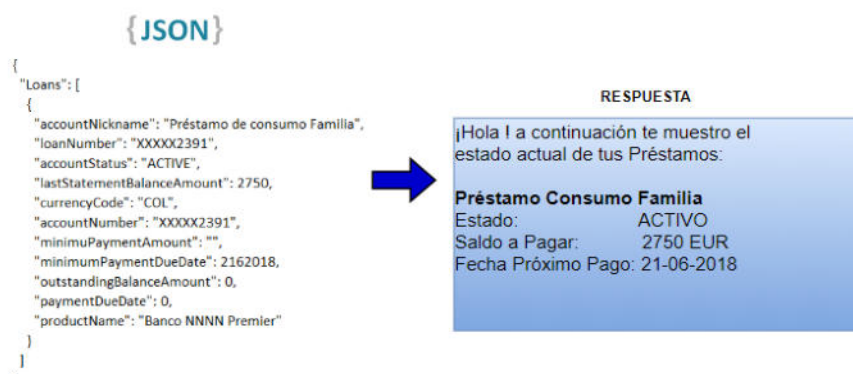 {JSON}
{
"Loans": [
{
"accountNickname": "Préstamo de consumo Familia",
"loanNumber": "XXXXX2391",
"accountStatus": "ACTIVE",
"lastStatementBalanceAmount": 2750,
"currencyCode": "COL",
"accountNumber": "XXXXX2391",
"minimuPaymentAmount": "",
"minimumPaymentDueDate": 2162018,
"outstandingBalanceAmount": 0,
"paymentDueDate": 0,
"productName": "Banco NNNN Premier"
}
]
RESPUESTA
¡Hola ! a continuación te muestro el
estado actual de tus Préstamos:
Préstamo Consumo Familia
Estado: ACTIVO
Saldo a Pagar: 2750 EUR
Fecha Próximo Pago: 21-06-2018